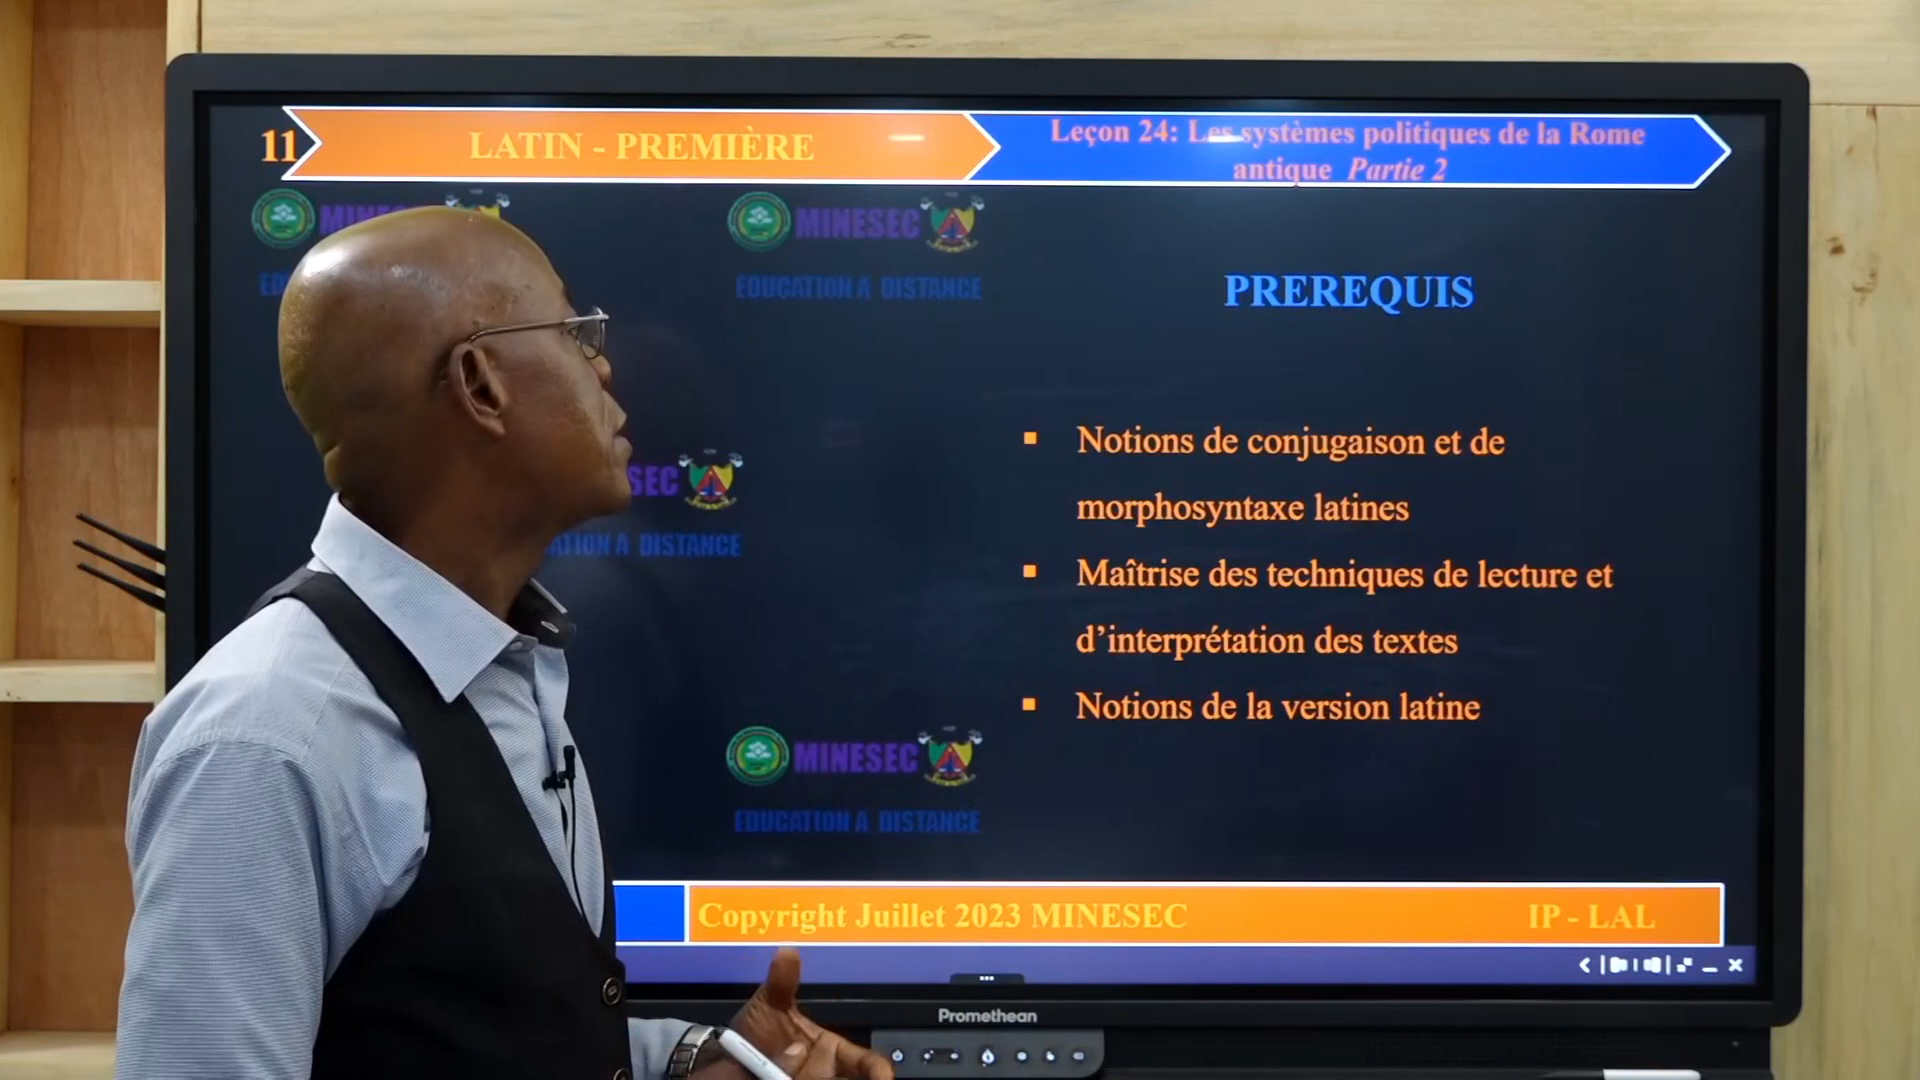 11
LATIN - PREMIÈRE
Leçon 24: Les systèmes politiques de la Rome
antique Partie 2
MINESEC
EDUCATION A DISTANCE
PREREQUIS
▪ Notions de conjugaison et de
morphosyntaxe latines
▪ Maîtrise des techniques de lecture et
d’interprétation des textes
▪ Notions de la version latine
SEC
ATION A DISTANCE
MINESEC
EDUCATION A DISTANCE
Copyright Juillet 2023 MINESEC
IP - LAL
Promethean